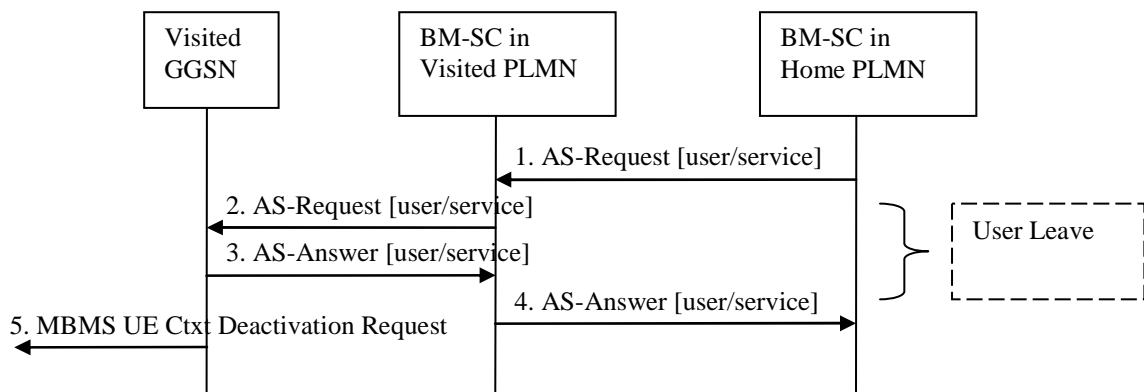 Visited
GGSN
BM-SC in
Visited PLMN
BM-SC in
Home PLMN
1. AS-Request [user/service]
2. AS-Request [user/service]
User Leave
3. AS-Answer [user/service]
4. AS-Answer [user/service]
5. MBMS UE Ctxt Deactivation Request